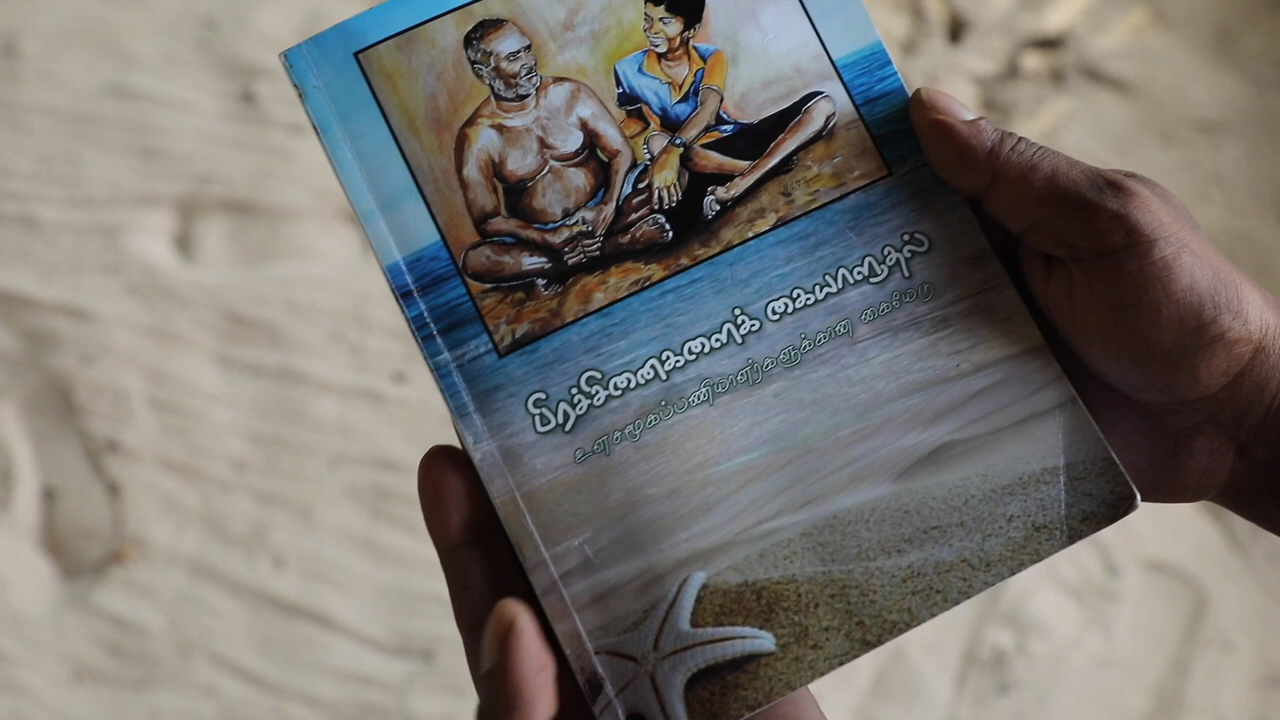 பிரச்சினைகளைக் கையாளுதல்
உளசமூகப்பணியாளர்களுக்கான கையேடு